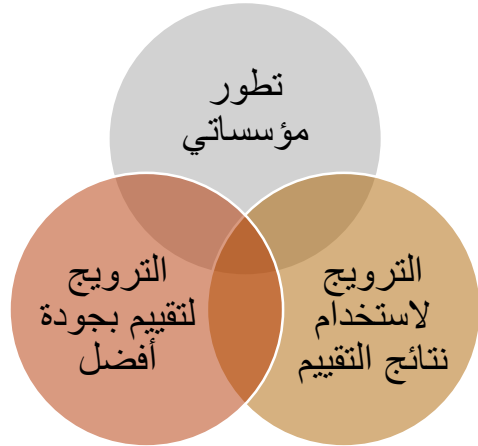 تطور
مؤسساتي
الترويج
لاستخدام
نتائج التقييم
الترويج
لتقييم بجودة
أفضل